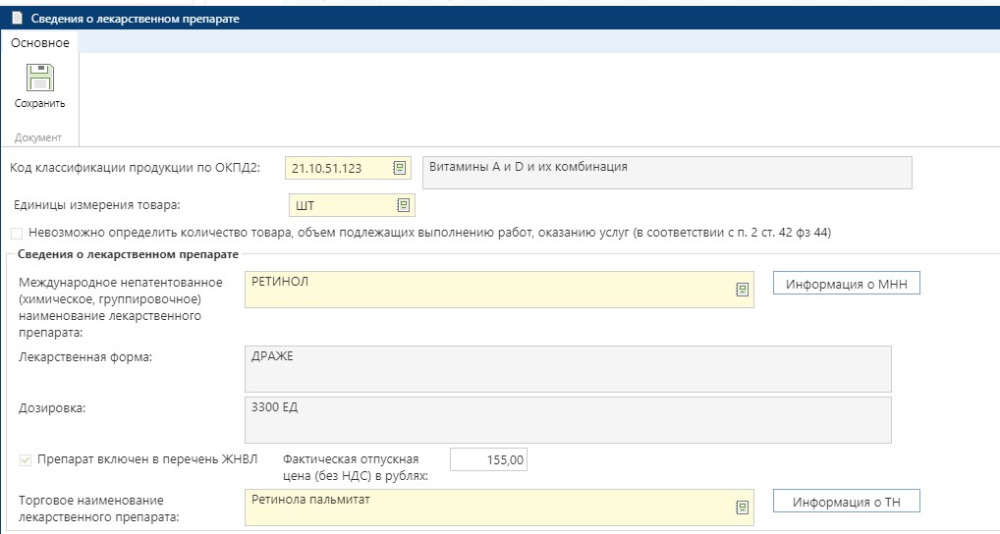 Сведения о лекарственном препарате
Основное
Сохранить
Документ
Код классификации продукции по ОКПД2: 21.10.51.123 Витамины A и D и их комбинация
Единицы измерения товара: ШТ
Невозможно определить количество товара, объем подлежащих выполнению работ, оказанию услуг (в соответствии с п. 2 ст. 42 фз 44)
Сведения о лекарственном препарате
Международное непатентованное
(химическое, группировочное)
наименование лекарственного
препарата:
РЕТИНОЛ
Информация о МНН
Лекарственная форма: ДРАЖЕ
Дозировка: 3300 ЕД
Препарат включен в перечень ЖНВЛ
Фактическая отпускная
цена (без НДС) в рублях:
155,00
Торговое наименование
лекарственного препарата:
Ретинола пальмитат
Информация о ТН